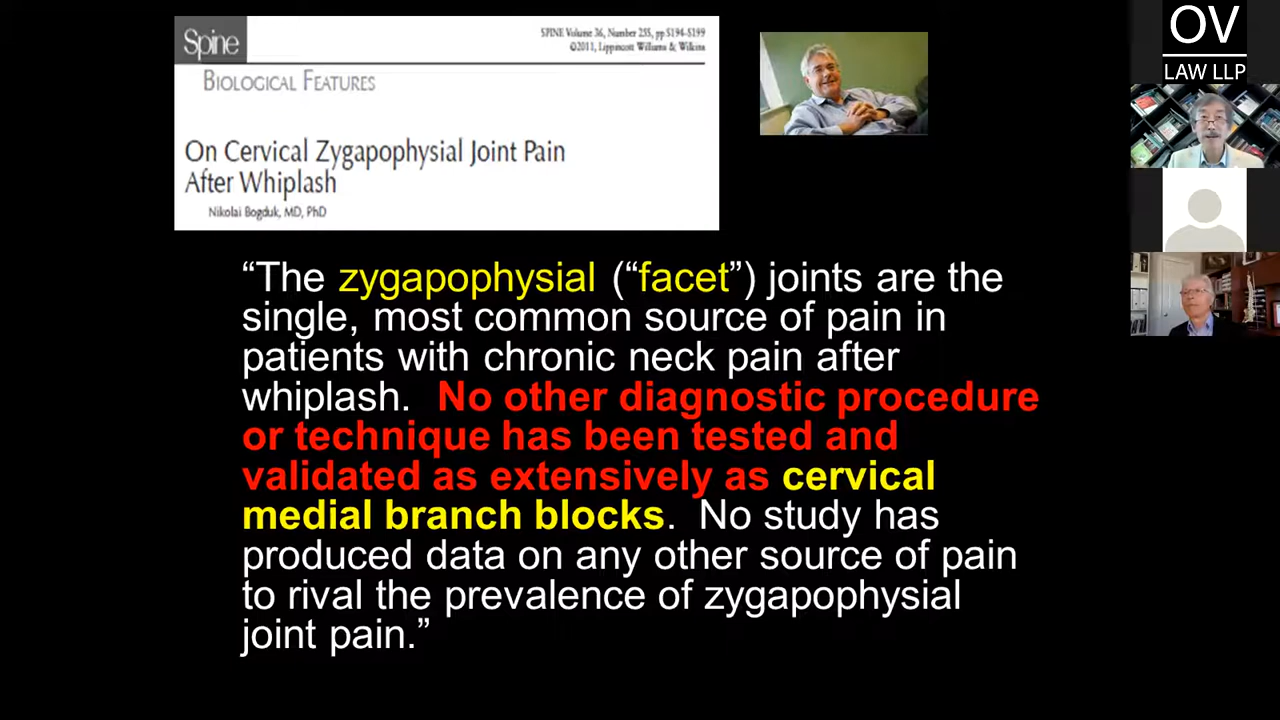 Spine
SPINE Volume 36, Number 25S, pp S194–S199
©2011, Lippincott Williams & Wilkins
BIOLOGICAL FEATURES
On Cervical Zygapophysial Joint Pain
After Whiplash
Nikolai Bogduk, MD, PhD
“The zygapophysial (“facet”) joints are the
single, most common source of pain in
patients with chronic neck pain after
whiplash. No other diagnostic procedure
or technique has been tested and
validated as extensively as cervical
medial branch blocks. No study has
produced data on any other source of pain
to rival the prevalence of zygapophysial
joint pain.”
OV
LAW LLP